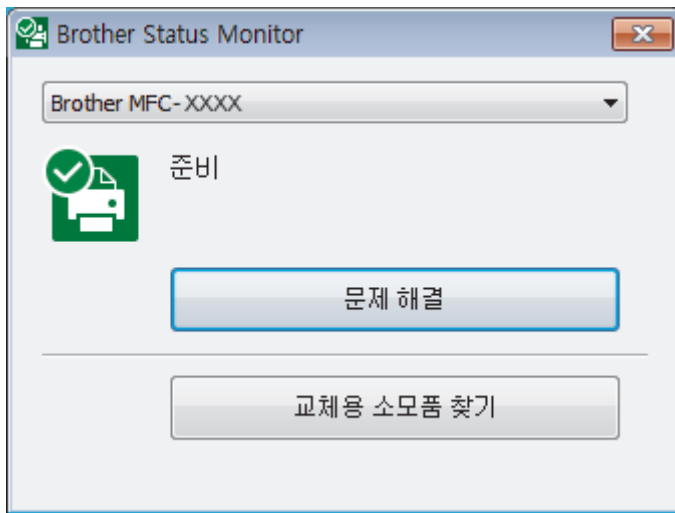 Brother Status Monitor
Brother MFC-XXXX
준비
문제 해결
교체용 소모품 찾기